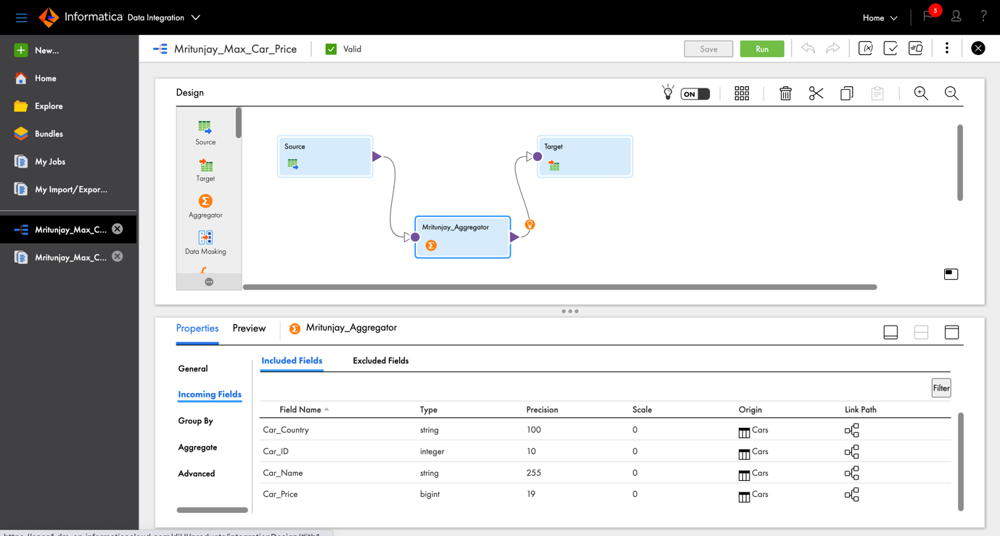 Informatica Data Integration
Home
5
?
New...
Home
Explore
Bundles
My Jobs
My Import/Expor...
Mritunjay_Max_C...
Mritunjay_Max_C...
Mritunjay_Max_Car_Price
Valid
Save
Run
Design
ON
Source
Target
Aggregator
Data Masking
Source
Target
Mritunjay_Aggregator
Properties
Preview
Mritunjay_Aggregator
General
Incoming Fields
Group By
Aggregate
Advanced
Included Fields
Excluded Fields
Filter
Field Name Type Precision Scale Origin Link Path
Car_Country string 100 0 Cars
Car_ID integer 10 0 Cars
Car_Name string 255 0 Cars
Car_Price bigint 19 0 Cars